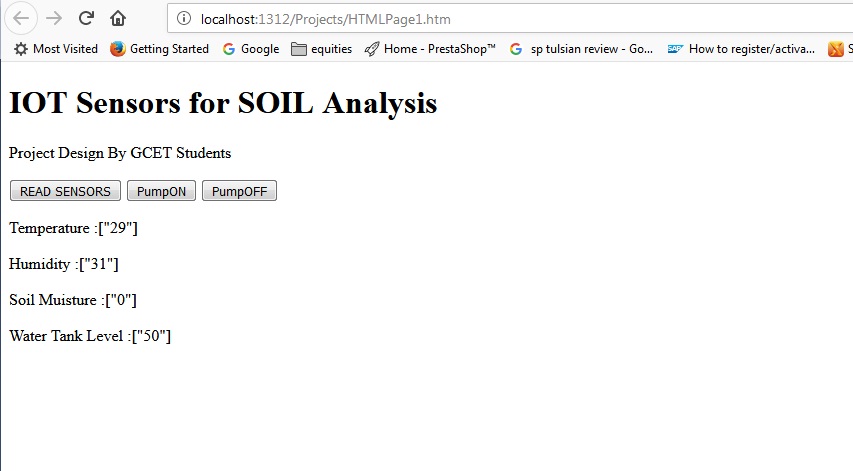 localhost:1312/Projects/HTMLPage1.htm
Most Visited Getting Started Google equities Home - PrestaShop™ sp tulsian review - Go... SAP How to register/activa... S
IOT Sensors for SOIL Analysis
Project Design By GCET Students
READ SENSORS PumpON PumpOFF
Temperature :["29"]
Humidity :["31"]
Soil Muisture :["0"]
Water Tank Level :["50"]